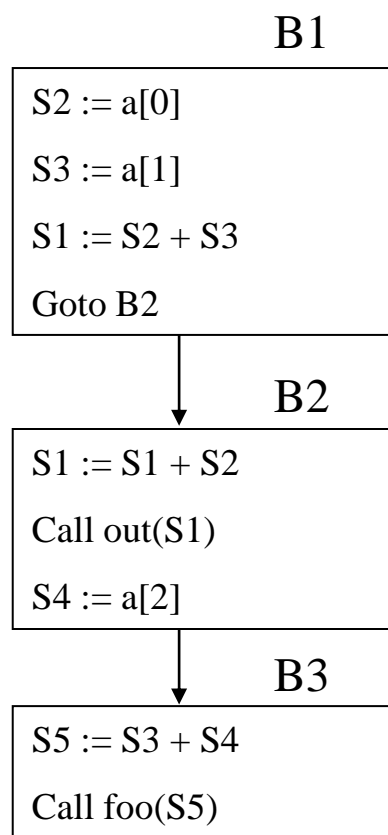 B1
S2 := a[0]
S3 := a[1]
S1 := S2 + S3
Goto B2
B2
S1 := S1 + S2
Call out(S1)
S4 := a[2]
B3
S5 := S3 + S4
Call foo(S5)